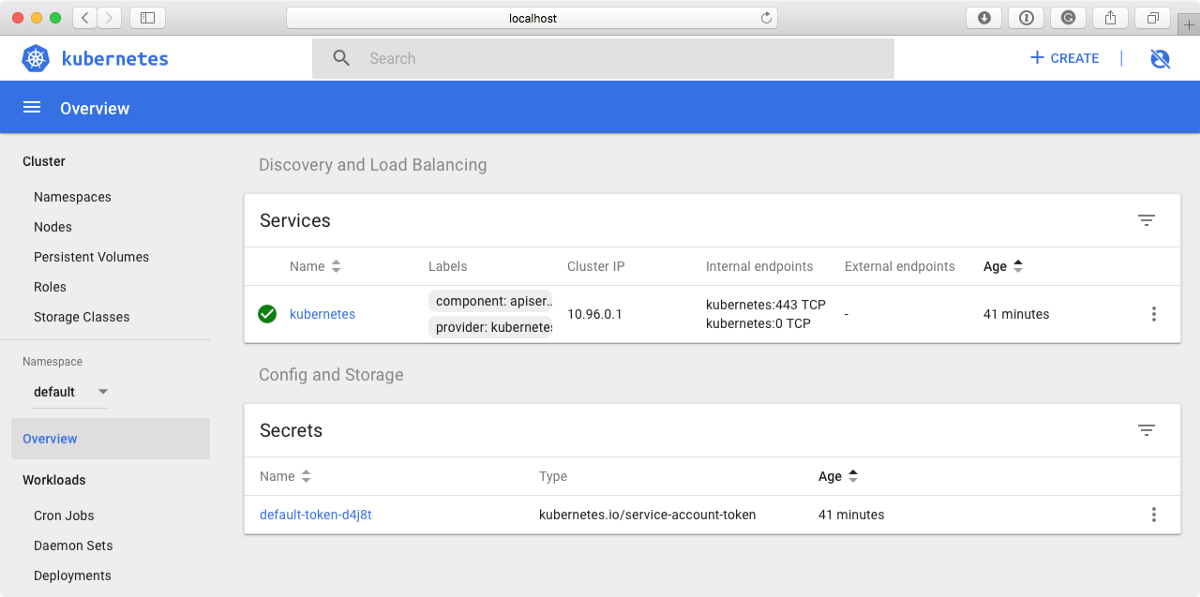 localhost
kubernetes
Search
CREATE
Overview
Cluster
Namespaces
Nodes
Persistent Volumes
Roles
Storage Classes
Namespace
default
Overview
Workloads
Cron Jobs
Daemon Sets
Deployments
Discovery and Load Balancing
Services
Name Labels Cluster IP Internal endpoints External endpoints Age
kubernetes
component: apiser..
provider: kubernetes
10.96.0.1
kubernetes:443 TCP
kubernetes:0 TCP
-
41 minutes
Config and Storage
Secrets
Name Type Age
default-token-d4j8t kubernetes.io/service-account-token 41 minutes